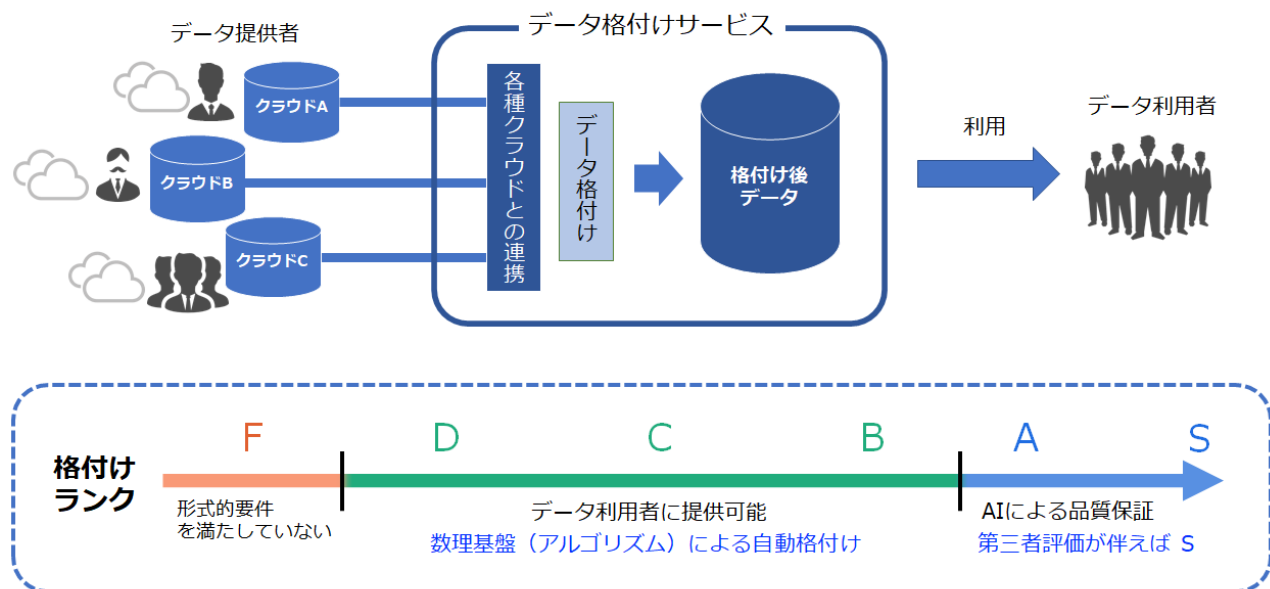 データ提供者
データ格付けサービス
クラウドA
クラウドB
クラウドC
各種クラウドとの連携
データ格付け
格付け後
データ
利用
データ利用者
格付け
ランク
F
D
C
B
A
S
形式的要件
を満たしていない
データ利用者に提供可能
数理基盤（アルゴリズム）による自動格付け
AIによる品質保証
第三者評価が伴えば S